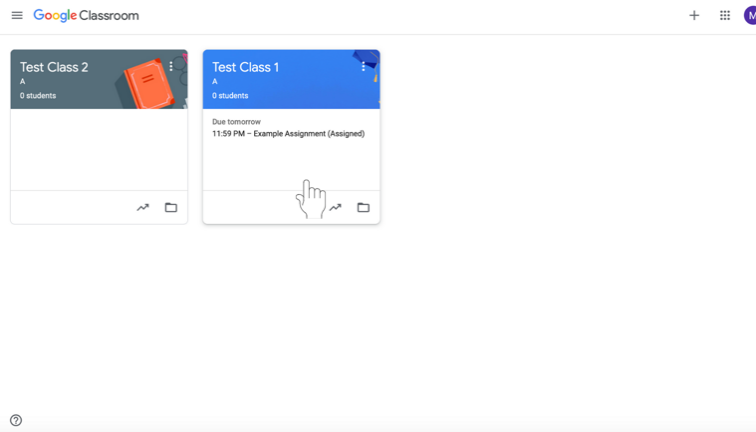 Google Classroom
M
Test Class 2
A
0 students
Test Class 1
A
0 students
Due tomorrow
11:59 PM – Example Assignment (Assigned)